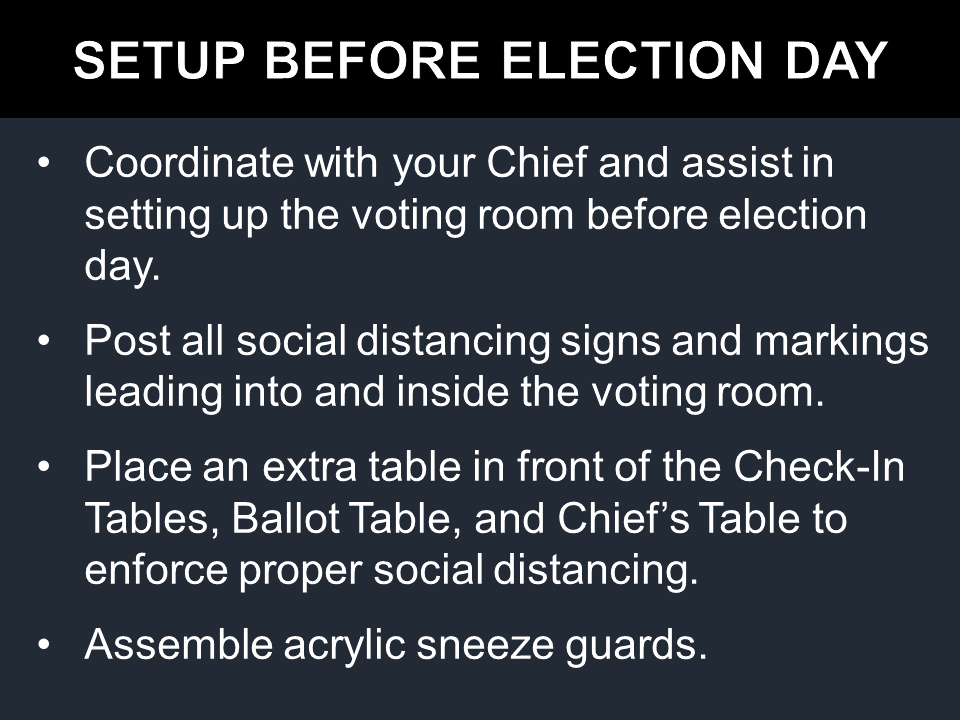 SETUP BEFORE ELECTION DAY
• Coordinate with your Chief and assist in
setting up the voting room before election
day.
• Post all social distancing signs and markings
leading into and inside the voting room.
• Place an extra table in front of the Check-In
Tables, Ballot Table, and Chief’s Table to
enforce proper social distancing.
• Assemble acrylic sneeze guards.